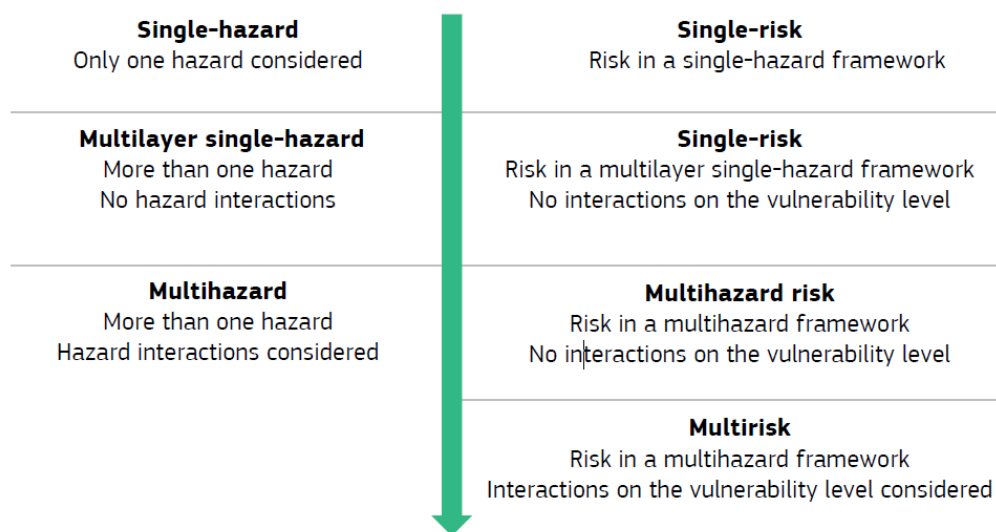 Single-hazard
Only one hazard considered
Single-risk
Risk in a single-hazard framework
Multilayer single-hazard
More than one hazard
No hazard interactions
Single-risk
Risk in a multilayer single-hazard framework
No interactions on the vulnerability level
Multihazard
More than one hazard
Hazard interactions considered
Multihazard risk
Risk in a multihazard framework
No interactions on the vulnerability level
Multirisk
Risk in a multihazard framework
Interactions on the vulnerability level considered